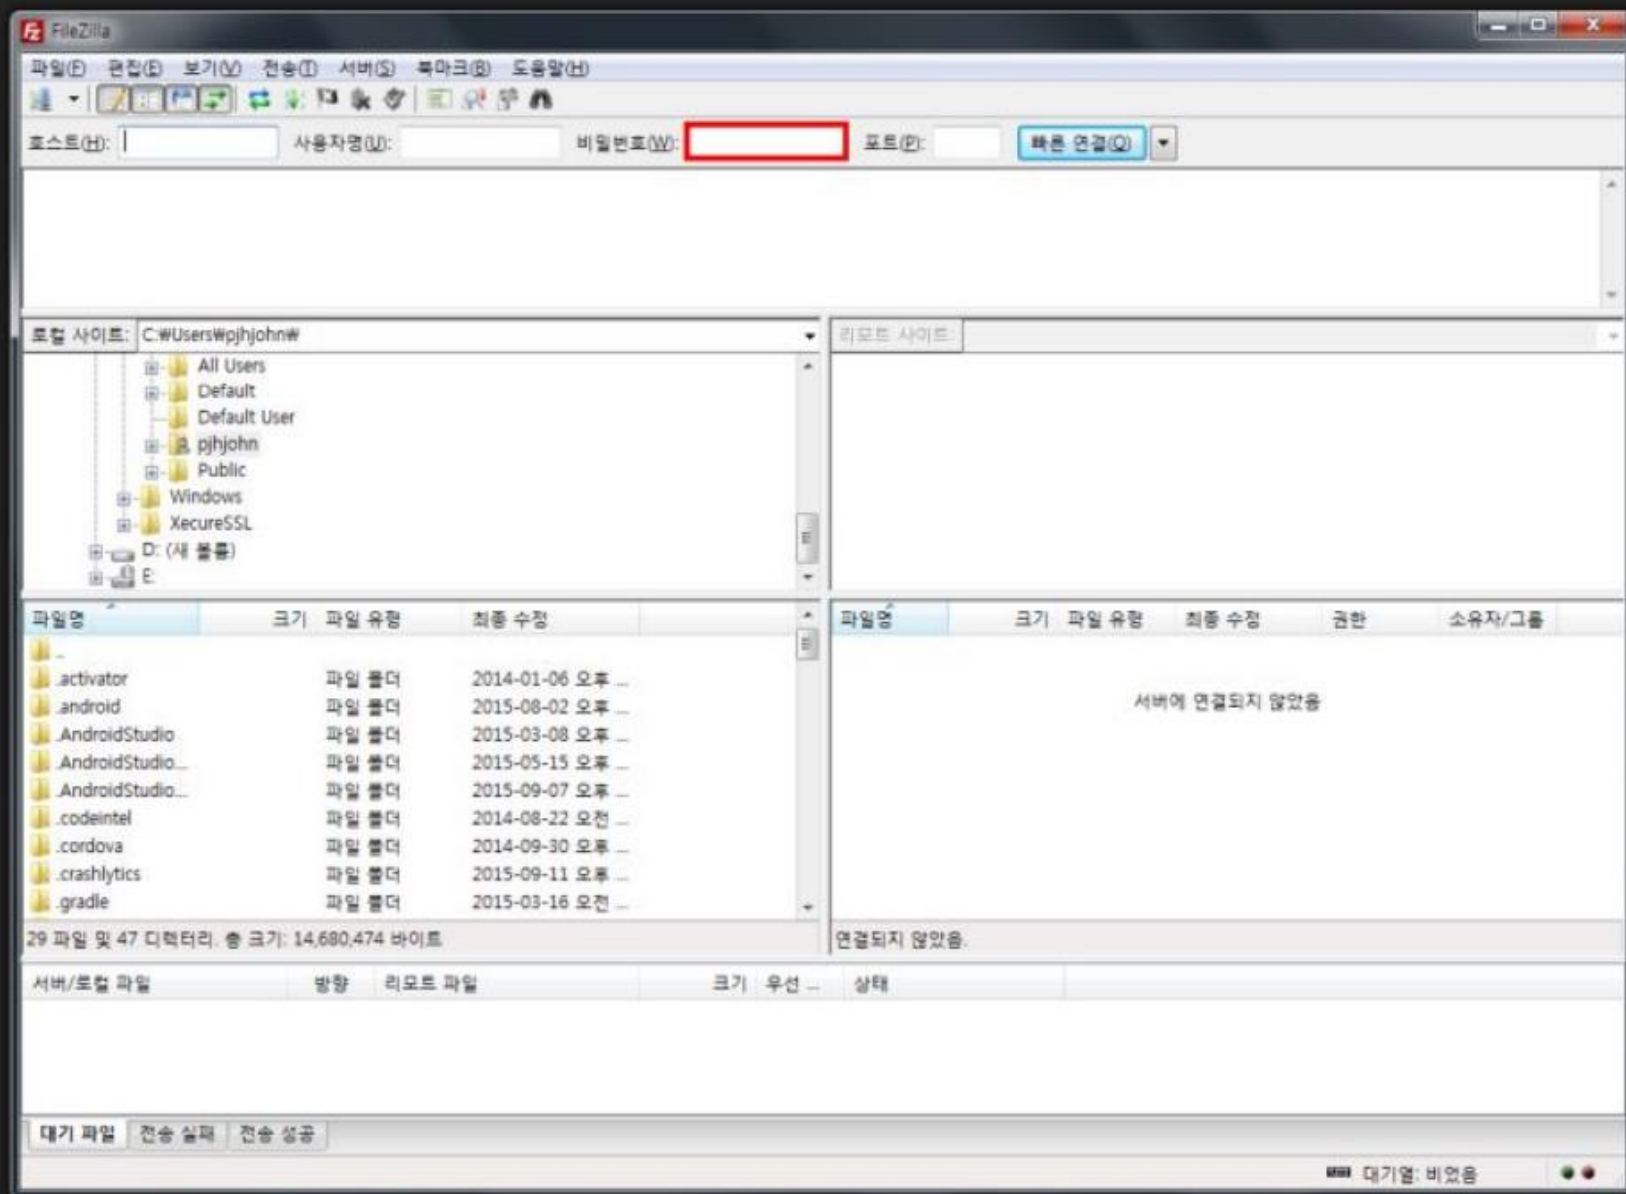 FileZilla
파일(F) 편집(E) 보기(V) 전송(T) 서버(S) 북마크(B) 도움말(H)
호스트(H): 사용자명(U): 비밀번호(W): 포트(P): 빠른 연결(Q)
로컬 사이트: C:₩Users₩pjhjohn₩
리모트 사이트:
All Users
Default
Default User
pjhjohn
Public
Windows
XecureSSL
D: (새 볼륨)
E:
파일명 크기 파일 유형 최종 수정
..
.activator 파일 폴더 2014-01-06 오후 ...
.android 파일 폴더 2015-08-02 오후 ...
.AndroidStudio 파일 폴더 2015-03-08 오후 ...
.AndroidStudio... 파일 폴더 2015-05-15 오후 ...
.AndroidStudio... 파일 폴더 2015-09-07 오후 ...
.codeintel 파일 폴더 2014-08-22 오전 ...
.cordova 파일 폴더 2014-09-30 오후 ...
.crashlytics 파일 폴더 2015-09-11 오후 ...
.gradle 파일 폴더 2015-03-16 오전 ...
29 파일 및 47 디렉터리. 총 크기: 14,680,474 바이트
파일명 크기 파일 유형 최종 수정 권한 소유자/그룹
서버에 연결되지 않았음
연결되지 않았음.
서버/로컬 파일 방향 리모트 파일 크기 우선 ... 상태
대기 파일 전송 실패 전송 성공
대기열: 비었음